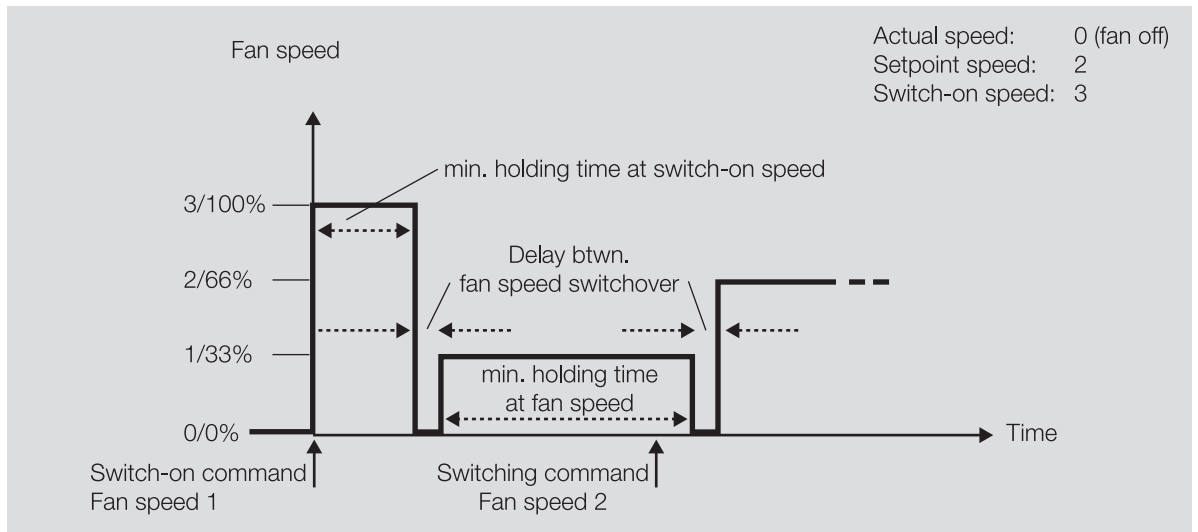 Fan speed
Actual speed: 0 (fan off)
Setpoint speed: 2
Switch-on speed: 3
min. holding time at switch-on speed
3/100%
Delay btwn.
fan speed switchover
2/66%
1/33%
min. holding time
at fan speed
0/0%
Time
Switch-on command
Fan speed 1
Switching command
Fan speed 2